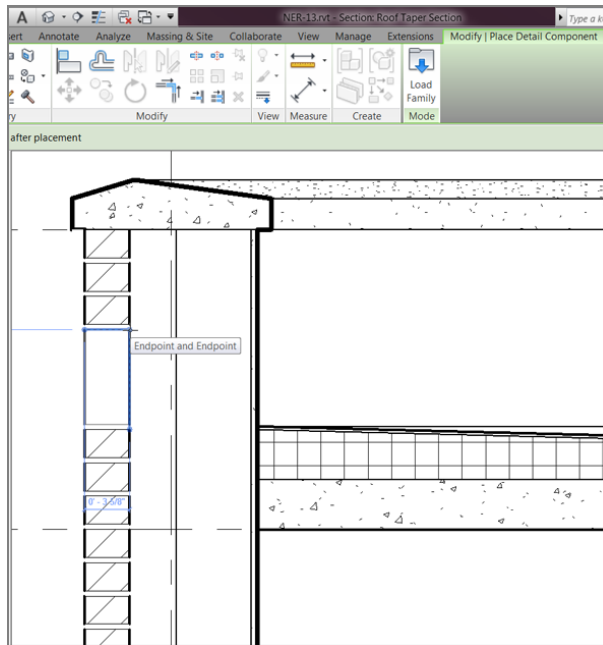 NER-13.rvt - Section: Roof Taper Section
Type a k
sert Annotate Analyze Massing & Site Collaborate View Manage Extensions Modify | Place Detail Component
Load
Family
ry Modify View Measure Create Mode
after placement
Endpoint and Endpoint
0' - 3 5/8"